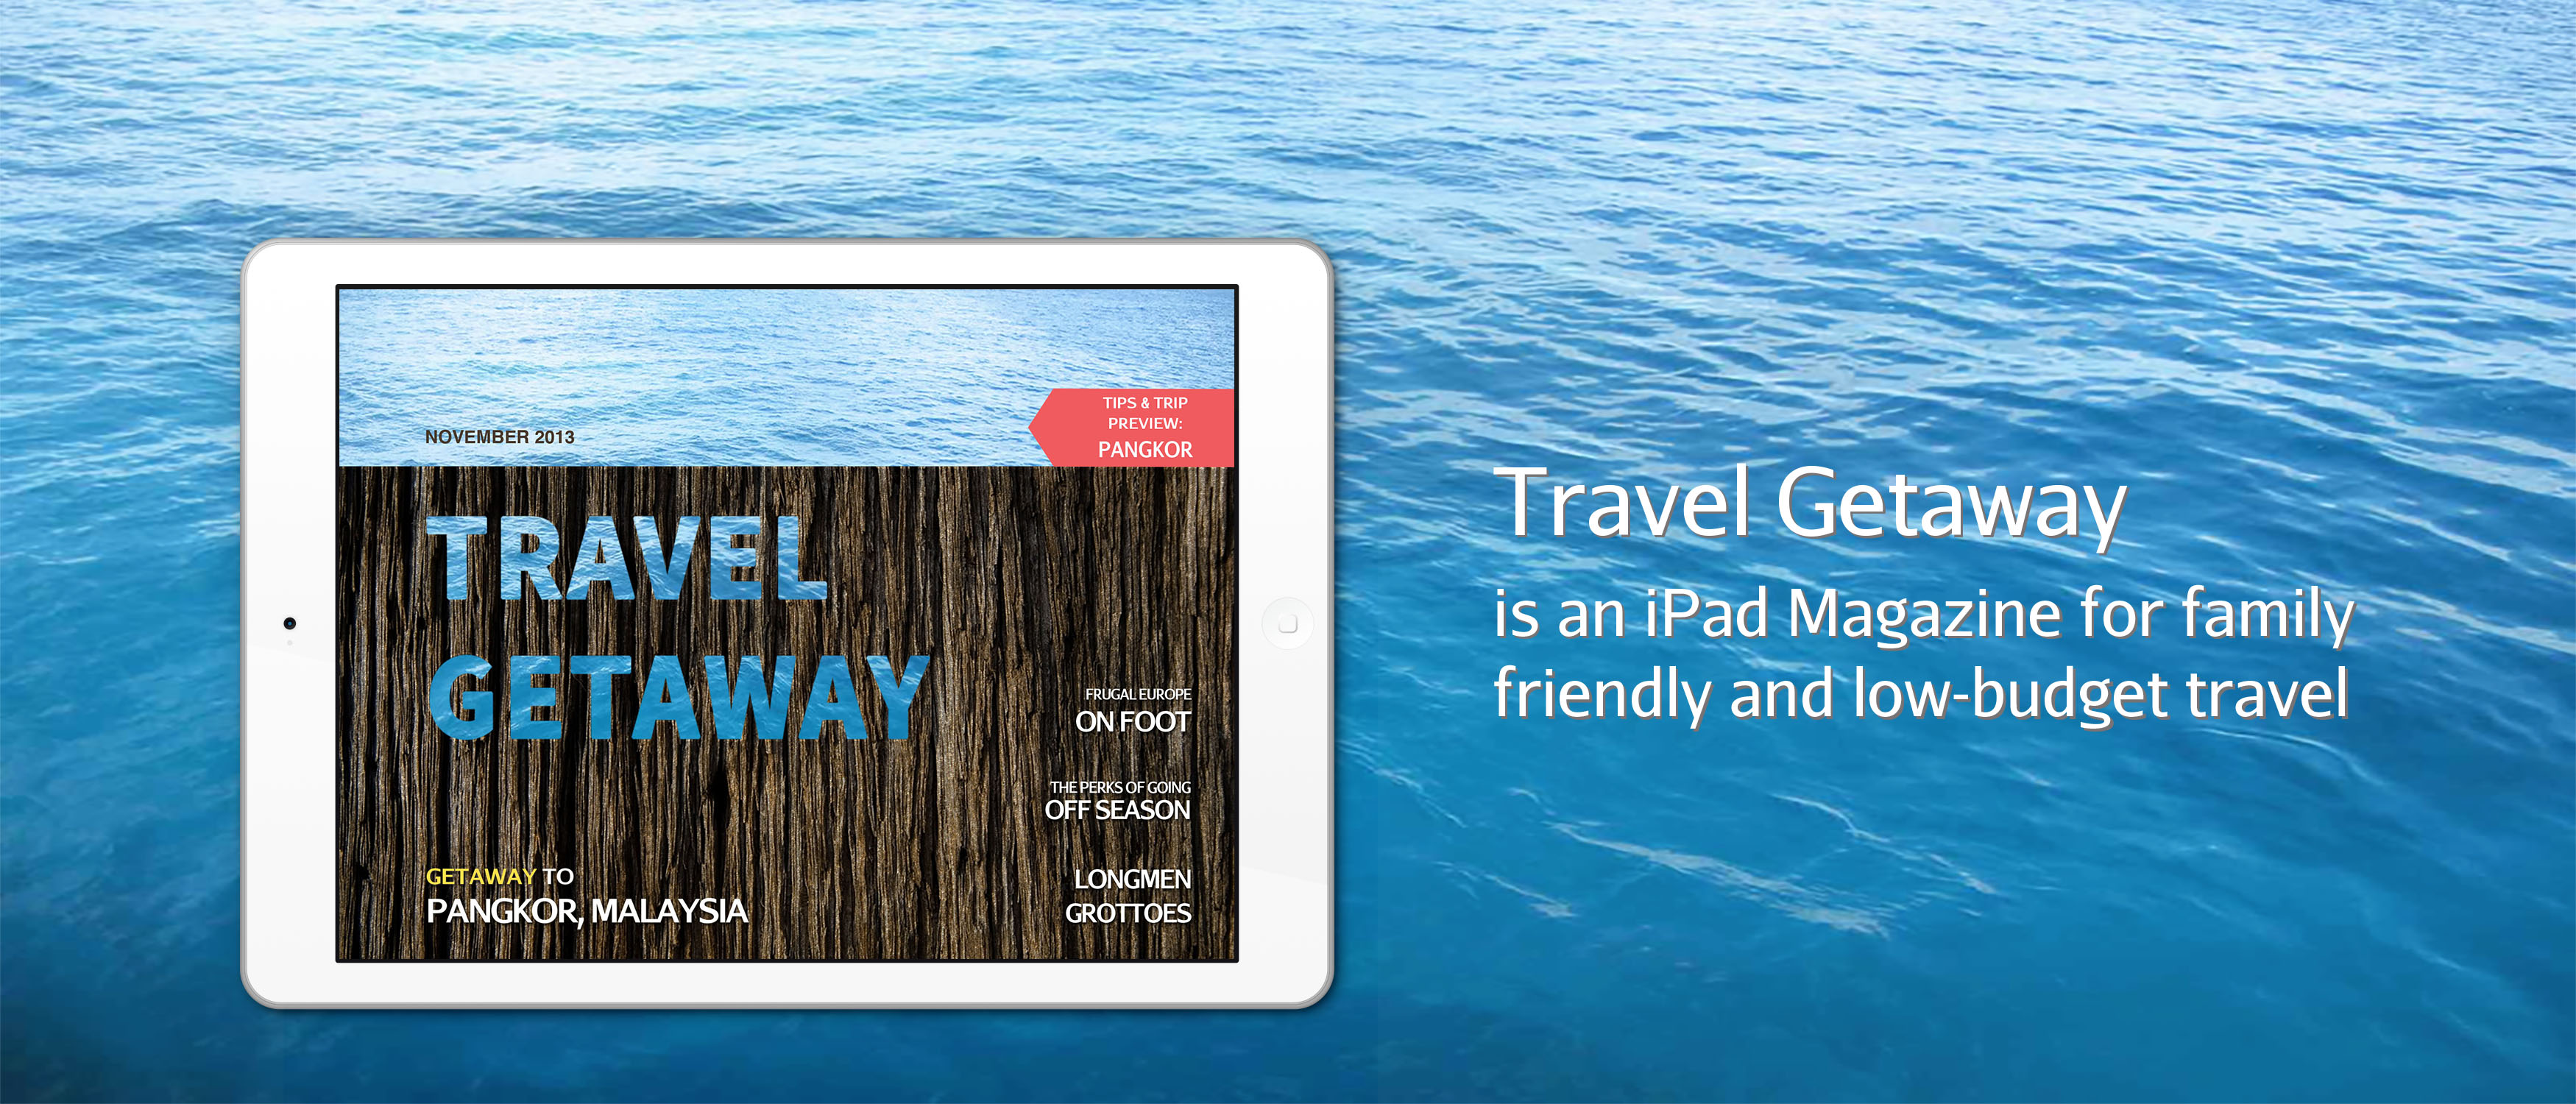 NOVEMBER 2013
TIPS & TRIP
PREVIEW:
PANGKOR
TRAVEL
GETAWAY
FRUGAL EUROPE
ON FOOT
THE PERKS OF GOING
OFF SEASON
GETAWAY TO
PANGKOR, MALAYSIA
LONGMEN
GROTTOES
Travel Getaway
is an iPad Magazine for family
friendly and low-budget travel